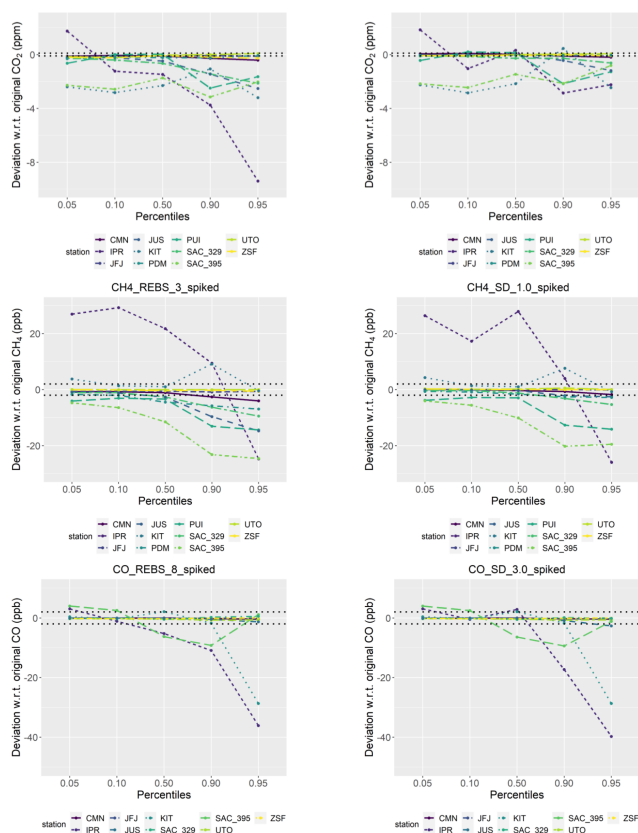 Deviation w.r.t. original CO2 (ppm)
0
-4
-8
0.05 0.10 0.50 0.90 0.95
Percentiles
station
CMN JUS PUI UTO
IPR KIT SAC_329 ZSF
JFJ PDM SAC_395
Deviation w.r.t. original CO2 (ppm)
0
-4
-8
0.05 0.10 0.50 0.90 0.95
Percentiles
station
CMN JUS PUI UTO
IPR KIT SAC_329 ZSF
JFJ PDM SAC_395
CH4_REBS_3_spiked
Deviation w.r.t. original CH4 (ppb)
20
0
-20
0.05 0.10 0.50 0.90 0.95
Percentiles
station
CMN JUS PUI UTO
IPR KIT SAC_329 ZSF
JFJ PDM SAC_395
CH4_SD_1.0_spiked
Deviation w.r.t. original CH4 (ppb)
20
0
-20
0.05 0.10 0.50 0.90 0.95
Percentiles
station
CMN JUS PUI UTO
IPR KIT SAC_329 ZSF
JFJ PDM SAC_395
CO_REBS_8_spiked
Deviation w.r.t. original CO (ppb)
0
-20
-40
0.05 0.10 0.50 0.90 0.95
Percentiles
station
CMN JFJ KIT SAC_395 ZSF
IPR JUS SAC_329 UTO
CO_SD_3.0_spiked
Deviation w.r.t. original CO (ppb)
0
-20
-40
0.05 0.10 0.50 0.90 0.95
Percentiles
station
CMN JFJ KIT SAC_395 ZSF
IPR JUS SAC_329 UTO